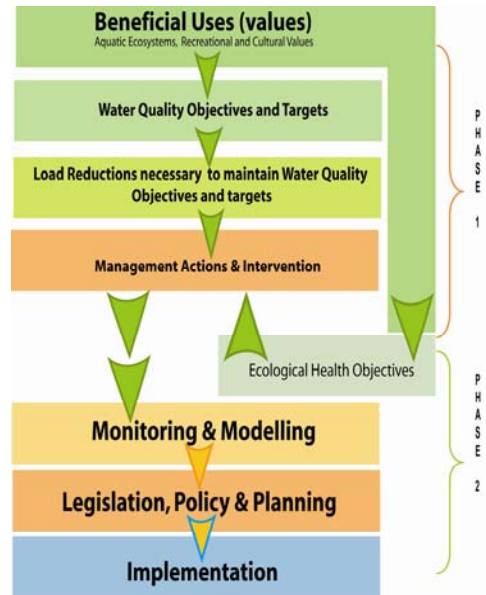 Beneficial Uses (values)
Aquatic Ecosystems, Recreational and Cultural Values
Water Quality Objectives and Targets
Load Reductions necessary to maintain Water Quality
Objectives and targets
Management Actions & Intervention
Ecological Health Objectives
Monitoring & Modelling
Legislation, Policy & Planning
Implementation
PHASE 1
PHASE 2